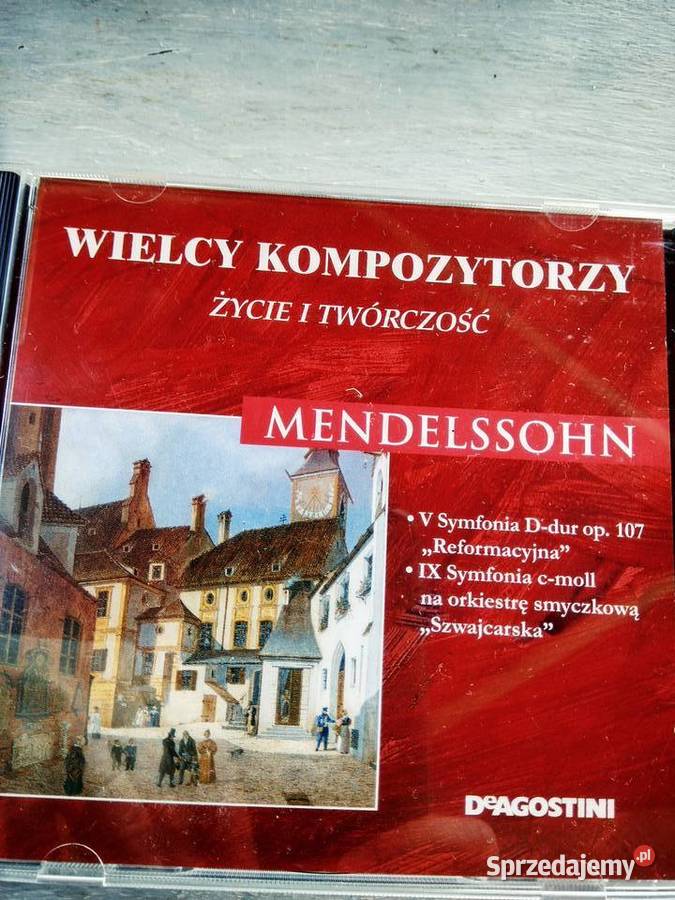 WIELCY KOMPOZYTORZY
ŻYCIE I TWÓRCZOŚĆ
MENDELSSOHN
• V Symfonia D-dur op. 107
„Reformacyjna”
• IX Symfonia c-moll
na orkiestrę smyczkową
„Szwajcarska”
DeAGOSTINI
Sprzedajemy.pl